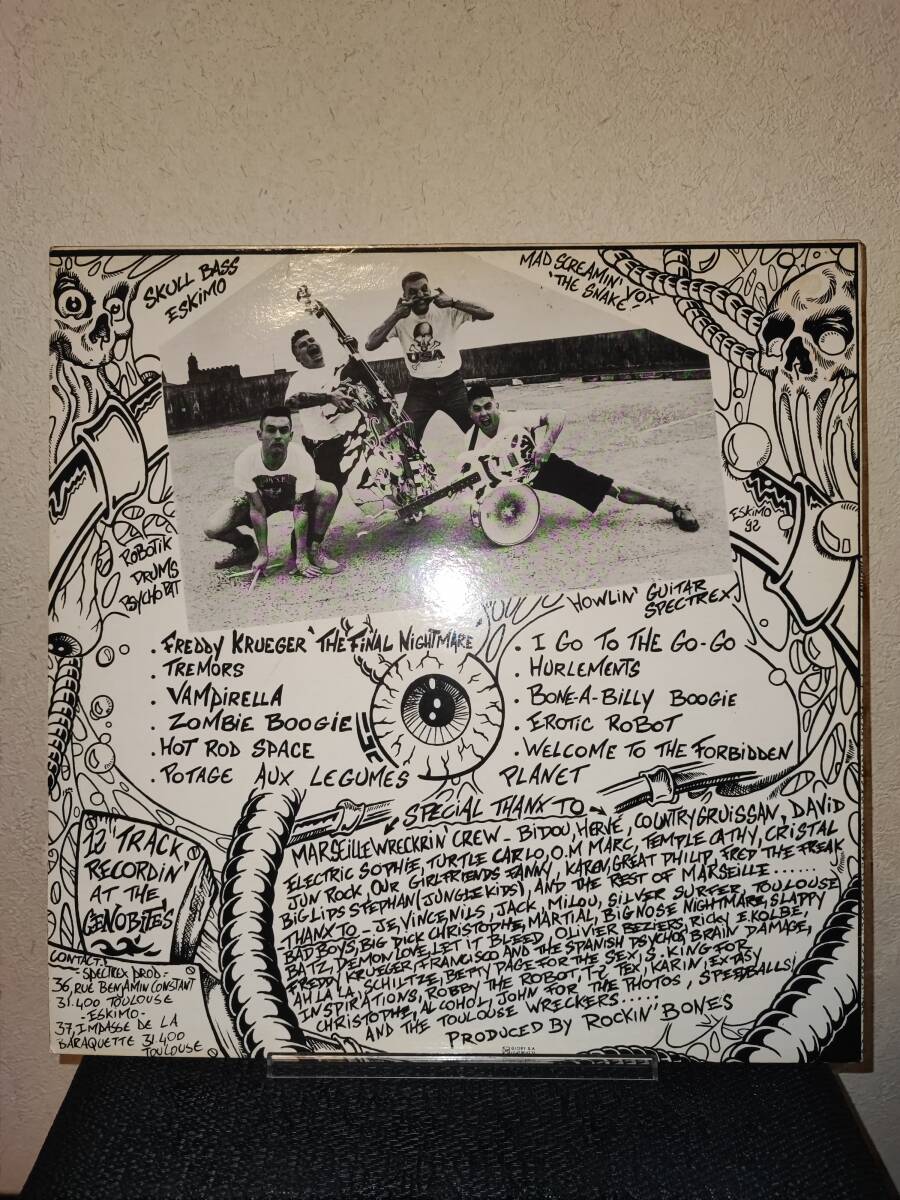 SKULL BASS
ESKIMO
MAD SCREAMIN' VOX
'THE SNAKE'
USA
ESKIMO
92
ROBOTIK
DRUMS
PSYCHO PAT
HOWLIN' GUITAR
SPECTREX
. FREDDY KRUEGER 'THE FINAL NIGHTMARE'
. TREMORS
. VAMPIRELLA
. ZOMBIE BOOGIE
. HOT ROD SPACE
. POTAGE AUX LEGUMES
. I GO TO THE GO-GO
. HURLEMENTS
. BONE-A-BILLY BOOGIE
. EROTIC ROBOT
. WELCOME TO THE FORBIDDEN
PLANET
SPECIAL THANX TO
MARSEILLE WRECKRIN' CREW - BIDOU, HERVE, COUNTRY GRUISSAN, DAVID
ELECTRIC SOPHIE, TURTLE CARLO, O.M MARC, TEMPLE CATHY, CRISTAL
JUN ROCK, OUR GIRLFRIENDS FANNY, KAREN, GREAT PHILIP, FRED 'THE FREAK
BIG LIPS STEPHAN (JUNGLE KIDS), AND THE REST OF MARSEILLE ......
THANX TO - JE, VINCE, NILS, JACK, MILOU, SILVER SURFER, TOULOUSE
BAD BOYS, BIG DICK CHRISTOPHE, MARTIAL, BIG NOSE NIGHTMARE, SLAPPY
BATZ, DEMON LOVE, LET IT BLEED, OLIVIER BEZIERS, RICKY E.KOLBE,
FREDDY KRUEGER, FRANCISCO AND THE SPANISH PSYCHOS, BRAIN DAMAGE,
AH LA LA, SCHILTZE, BETTY PAGE FOR THE SEX, S. KING FOR
INSPIRATIONS, ROBBY THE ROBOT, T-C TEX, KARIN, EXTASY
CHRISTOPHE, ALCOHOL, JOHN FOR THE PHOTOS, SPEEDBALLS,
AND THE TOULOUSE WRECKERS.....
PRODUCED BY ROCKIN' BONES
12" TRACK
RECORDIN'
AT THE
CENOBITES
CONTACT:
- SPECTREX PROD -
36, RUE BENJAMIN CONSTANT
31.400 TOULOUSE
- ESKIMO -
37, IMPASSE DE LA
BARAQUETTE 31.400
TOULOUSE